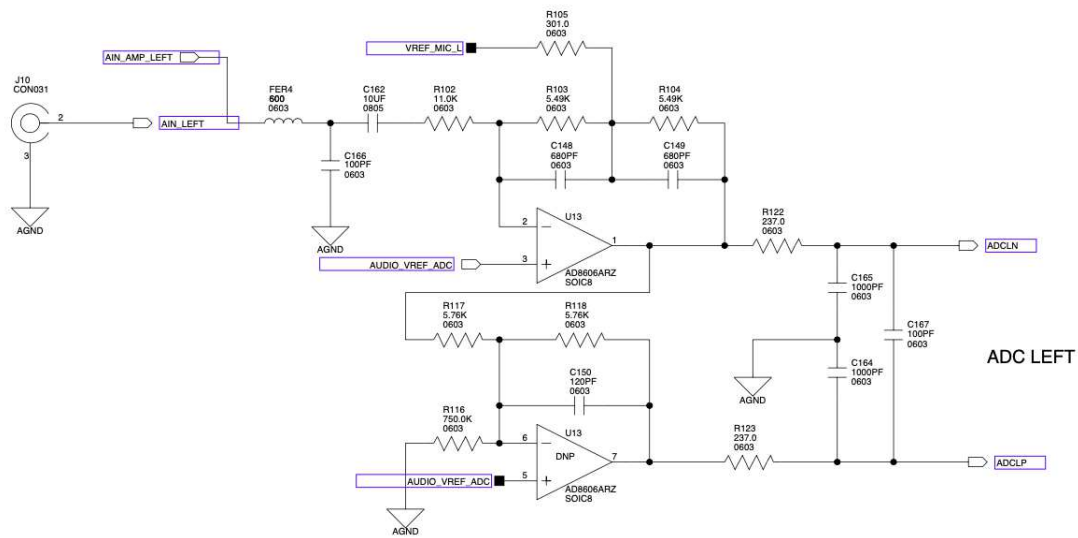 R105
301.0
0603
VREF_MIC_L
AIN_AMP_LEFT
J10
CON031
2
AIN_LEFT
3
AGND
FER4
600
0603
C162
10UF
0805
R102
11.0K
0603
R103
5.49K
0603
R104
5.49K
0603
C166
100PF
0603
AGND
C148
680PF
0603
C149
680PF
0603
U13
2
1
3
AUDIO_VREF_ADC
AD8606ARZ
SOIC8
R122
237.0
0603
ADCLN
R117
5.76K
0603
R118
5.76K
0603
C165
1000PF
0603
C167
100PF
0603
ADC LEFT
C164
1000PF
0603
AGND
C150
120PF
0603
R116
750.0K
0603
U13
6
DNP
7
5
AUDIO_VREF_ADC
AD8606ARZ
SOIC8
R123
237.0
0603
ADCLP
AGND